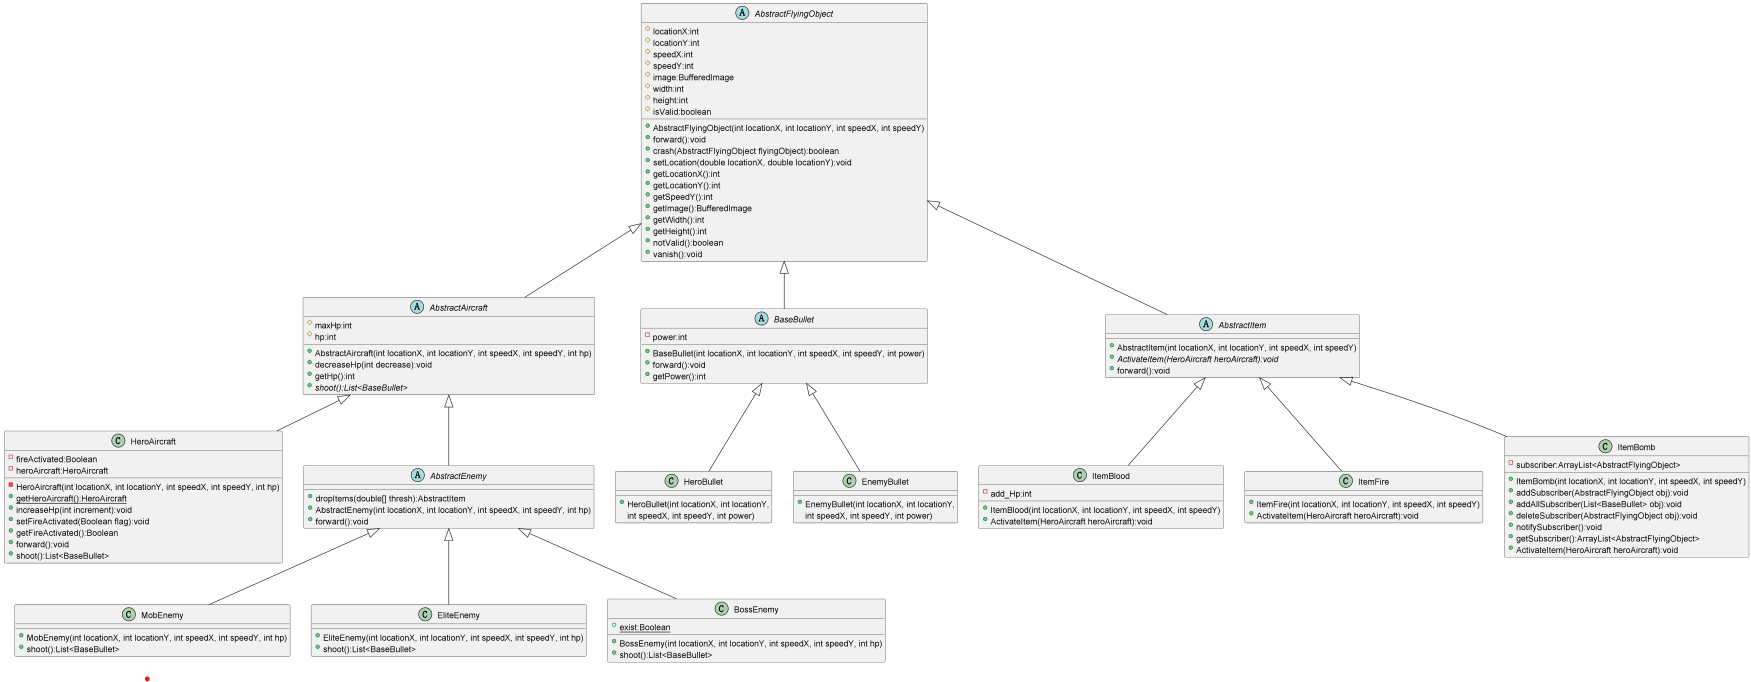 A AbstractFlyingObject
locationX:int
locationY:int
speedX:int
speedY:int
image:BufferedImage
width:int
height:int
isValid:boolean
AbstractFlyingObject(int locationX, int locationY, int speedX, int speedY)
forward():void
crash(AbstractFlyingObject flyingObject):boolean
setLocation(double locationX, double locationY):void
getLocationX():int
getLocationY():int
getSpeedY():int
getImage():BufferedImage
getWidth():int
getHeight():int
notValid():boolean
vanish():void
A AbstractAircraft
maxHp:int
hp:int
AbstractAircraft(int locationX, int locationY, int speedX, int speedY, int hp)
decreaseHp(int decrease):void
getHp():int
shoot():List<BaseBullet>
A BaseBullet
power:int
BaseBullet(int locationX, int locationY, int speedX, int speedY, int power)
forward():void
getPower():int
A AbstractItem
AbstractItem(int locationX, int locationY, int speedX, int speedY)
ActivateItem(HeroAircraft heroAircraft):void
forward():void
C HeroAircraft
fireActivated:Boolean
heroAircraft:HeroAircraft
HeroAircraft(int locationX, int locationY, int speedX, int speedY, int hp)
getHeroAircraft():HeroAircraft
increaseHp(int increment):void
setFireActivated(Boolean flag):void
getFireActivated():Boolean
forward():void
shoot():List<BaseBullet>
A AbstractEnemy
dropItems(double[] thresh):AbstractItem
AbstractEnemy(int locationX, int locationY, int speedX, int speedY, int hp)
forward():void
C HeroBullet
HeroBullet(int locationX, int locationY,
int speedX, int speedY, int power)
C EnemyBullet
EnemyBullet(int locationX, int locationY,
int speedX, int speedY, int power)
C ItemBlood
add_Hp:int
ItemBlood(int locationX, int locationY, int speedX, int speedY)
ActivateItem(HeroAircraft heroAircraft):void
C ItemFire
ItemFire(int locationX, int locationY, int speedX, int speedY)
ActivateItem(HeroAircraft heroAircraft):void
C ItemBomb
subscriber:ArrayList<AbstractFlyingObject>
ItemBomb(int locationX, int locationY, int speedX, int speedY)
addSubscriber(AbstractFlyingObject obj):void
addAllSubscriber(List<BaseBullet> obj):void
deleteSubscriber(AbstractFlyingObject obj):void
notifySubscriber():void
getSubscriber():ArrayList<AbstractFlyingObject>
ActivateItem(HeroAircraft heroAircraft):void
C MobEnemy
MobEnemy(int locationX, int locationY, int speedX, int speedY, int hp)
shoot():List<BaseBullet>
C EliteEnemy
EliteEnemy(int locationX, int locationY, int speedX, int speedY, int hp)
shoot():List<BaseBullet>
C BossEnemy
exist:Boolean
BossEnemy(int locationX, int locationY, int speedX, int speedY, int hp)
shoot():List<BaseBullet>